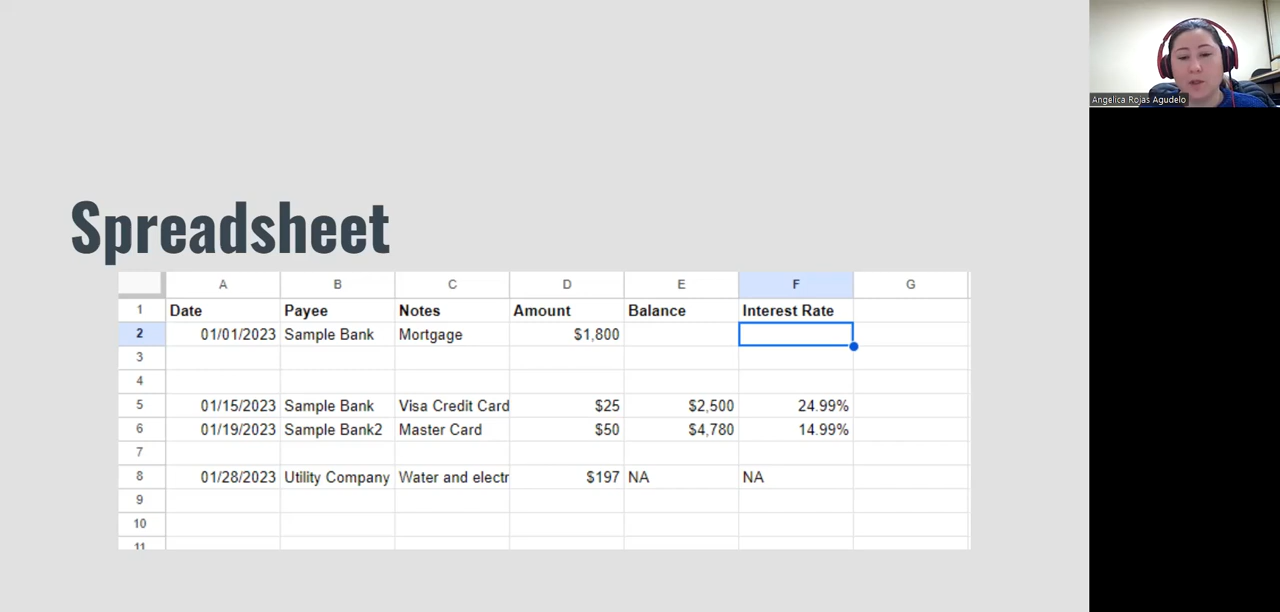 Angelica Rojas Agudelo
Spreadsheet
A B C D E F G
1 Date Payee Notes Amount Balance Interest Rate
2 01/01/2023 Sample Bank Mortgage $1,800
3
4
5 01/15/2023 Sample Bank Visa Credit Card $25 $2,500 24.99%
6 01/19/2023 Sample Bank2 Master Card $50 $4,780 14.99%
7
8 01/28/2023 Utility Company Water and electr $197 NA NA
9
10
11